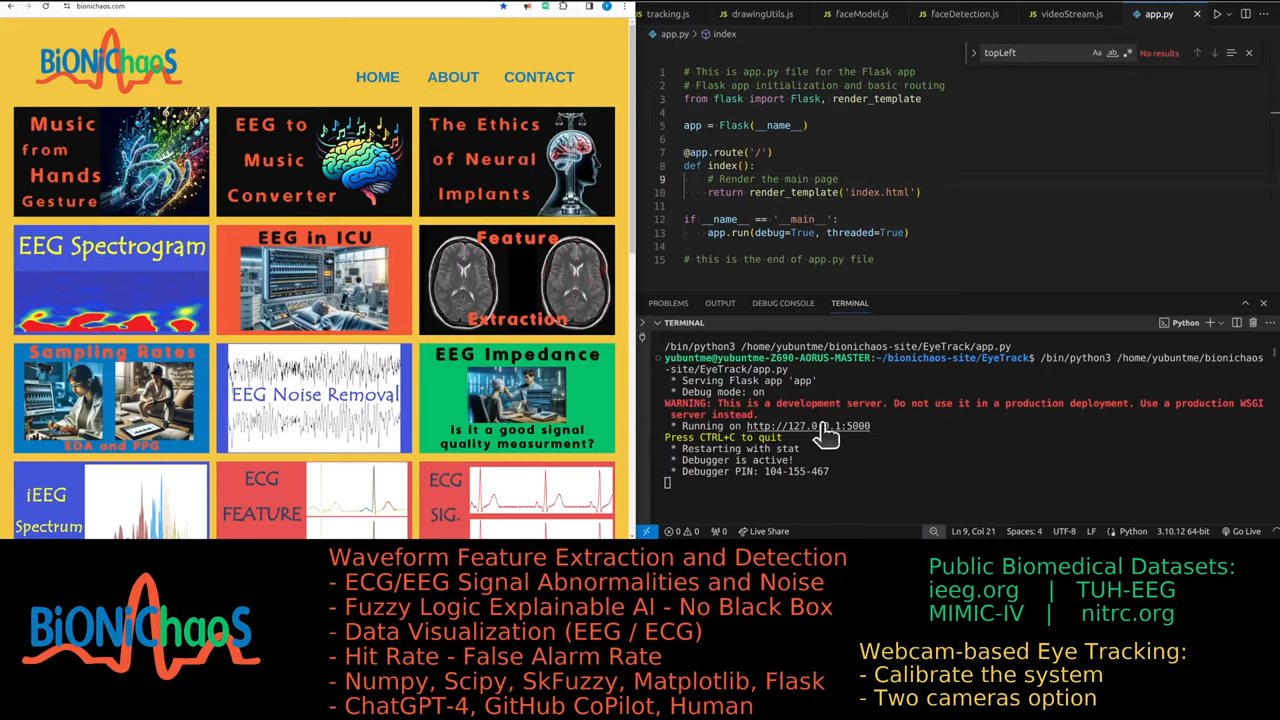 bionichaos.com
BiONiChaoS
HOME ABOUT CONTACT
Music
from
Hands
Gesture
EEG to
Music
Converter
The Ethics
of Neural
Implants
EEG Spectrogram
EEG in ICU
Feature
Extraction
Sampling Rates
EDA and PPG
EEG Noise Removal
EEG Impedance
Is it a good signal
quality measurment?
iEEG
Spectrum
ECG
FEATURE
ECG
SIG.
tracking.js drawingUtils.js faceModel.js faceDetection.js videoStream.js app.py
app.py > index
topLeft Aa ab No results
1 # This is app.py file for the Flask app
2 # Flask app initialization and basic routing
3 from flask import Flask, render_template
4
5 app = Flask(__name__)
6
7 @app.route('/')
8 def index():
9 # Render the main page
10 return render_template('index.html')
11
12 if __name__ == '__main__':
13 app.run(debug=True, threaded=True)
14
15 # this is the end of app.py file
PROBLEMS OUTPUT DEBUG CONSOLE TERMINAL
TERMINAL Python
/bin/python3 /home/yubuntme/bionichaos-site/EyeTrack/app.py
yubuntme@yubuntme-Z690-AORUS-MASTER:~/bionichaos-site/EyeTrack$ /bin/python3 /home/yubuntme/bionichaos
-site/EyeTrack/app.py
* Serving Flask app 'app'
* Debug mode: on
WARNING: This is a development server. Do not use it in a production deployment. Use a production WSGI
server instead.
* Running on http://127.0.0.1:5000
Press CTRL+C to quit
* Restarting with stat
* Debugger is active!
* Debugger PIN: 104-155-467
0 0 0 Live Share Ln 9, Col 21 Spaces: 4 UTF-8 LF Python 3.10.12 64-bit Go Live
BiONiChaoS
Waveform Feature Extraction and Detection
- ECG/EEG Signal Abnormalities and Noise
- Fuzzy Logic Explainable AI - No Black Box
- Data Visualization (EEG / ECG)
- Hit Rate - False Alarm Rate
- Numpy, Scipy, SkFuzzy, Matplotlib, Flask
- ChatGPT-4, GitHub CoPilot, Human
Public Biomedical Datasets:
ieeg.org | TUH-EEG
MIMIC-IV | nitrc.org
Webcam-based Eye Tracking:
- Calibrate the system
- Two cameras option